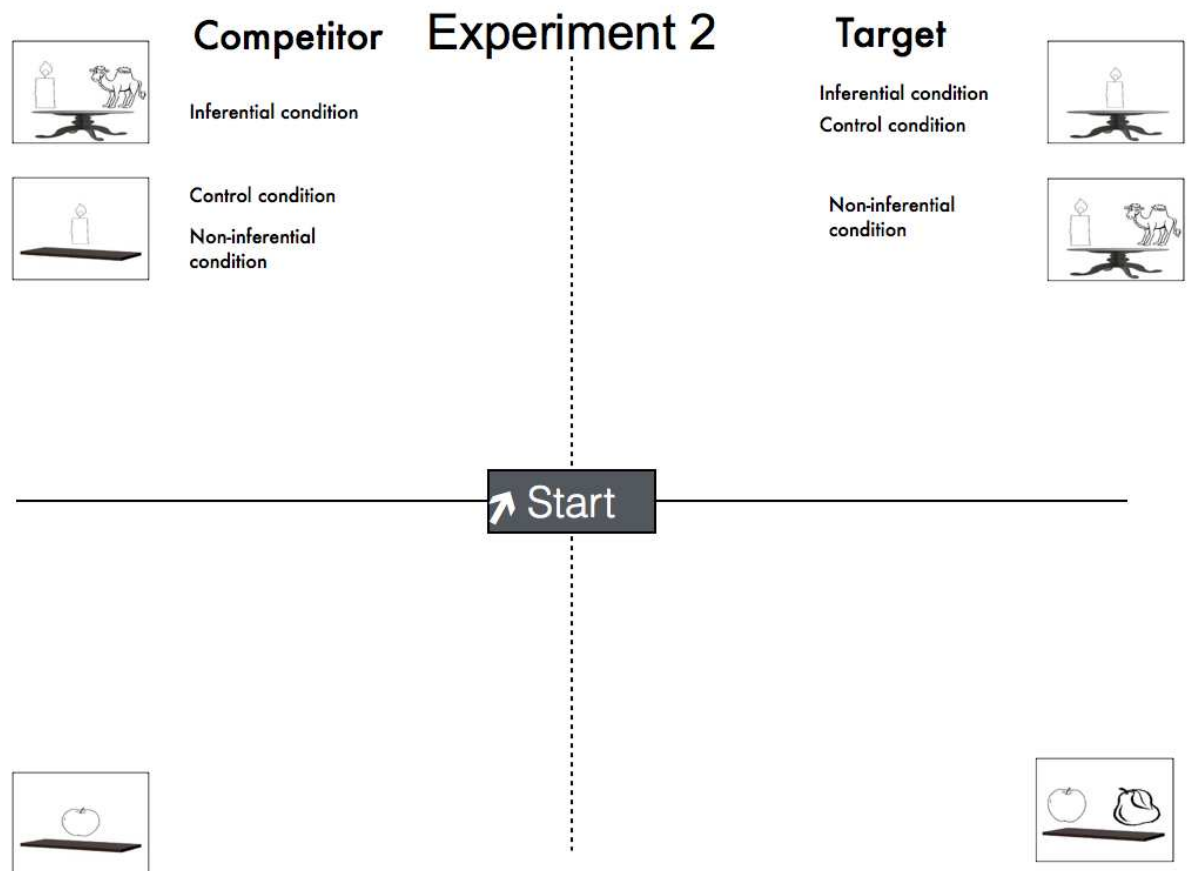 Competitor
Experiment 2
Target
Inferential condition
Control condition
Non-inferential
condition
Inferential condition
Control condition
Non-inferential
condition
Start